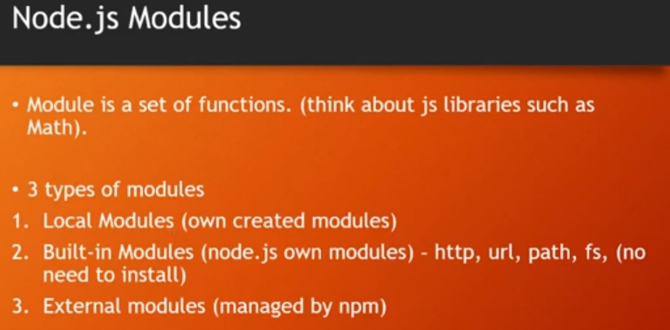 Node.js Modules
• Module is a set of functions. (think about js libraries such as
Math).
• 3 types of modules
1. Local Modules (own created modules)
2. Built-in Modules (node.js own modules) – http, url, path, fs, (no
need to install)
3. External modules (managed by npm)